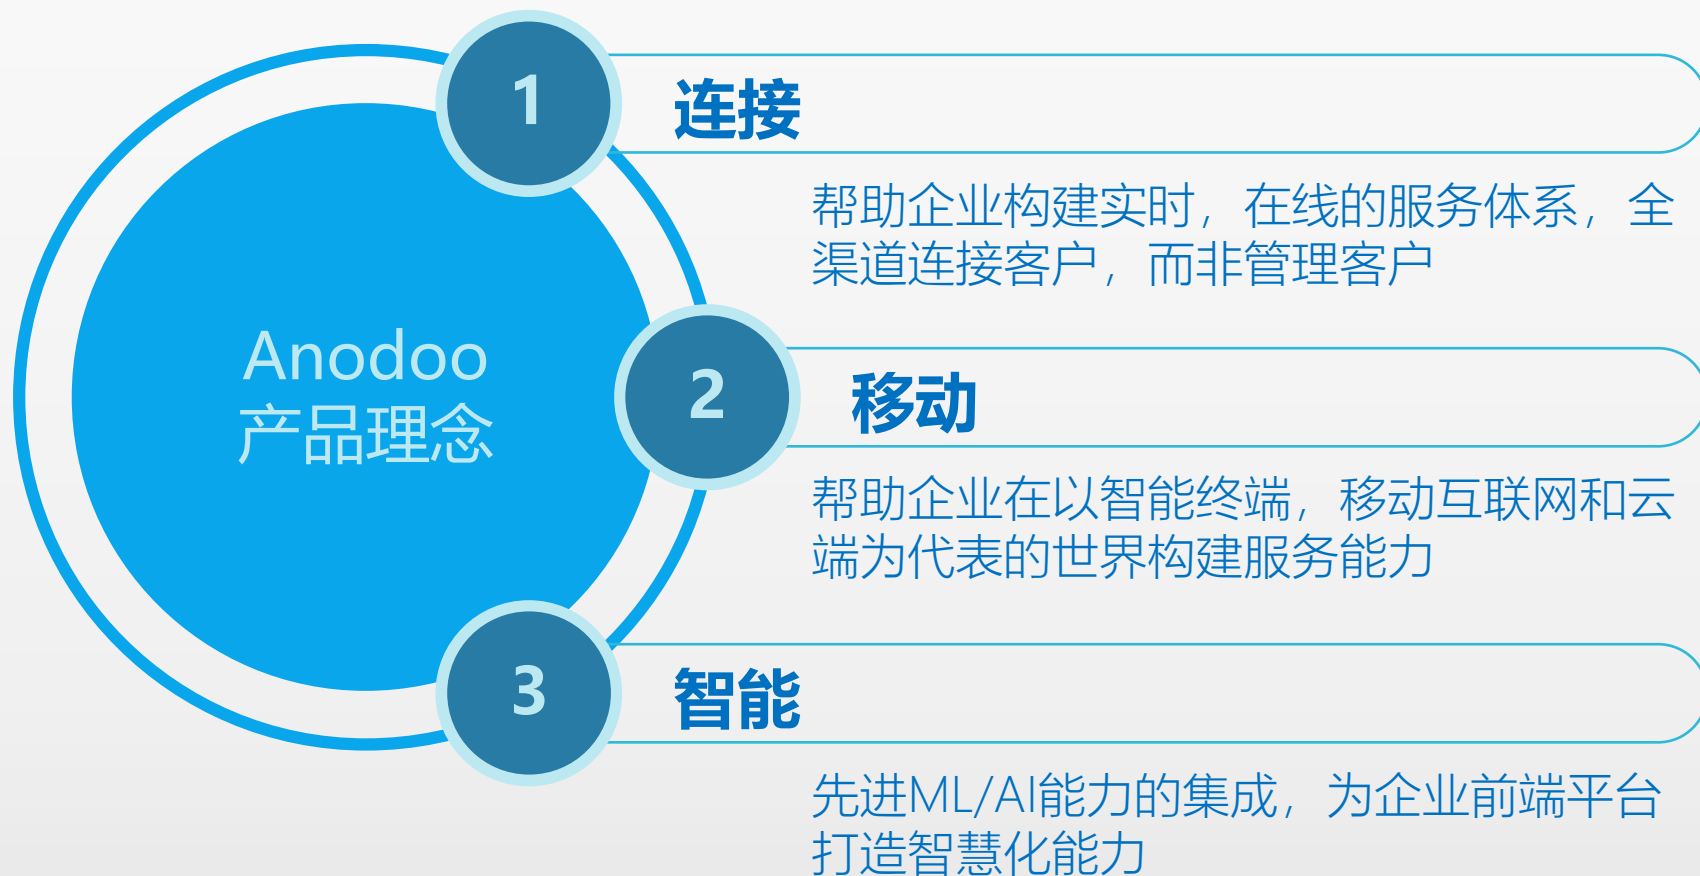 Anodoo
产品理念
1
连接
帮助企业构建实时，在线的服务体系，全
渠道连接客户，而非管理客户
2
移动
帮助企业在以智能终端，移动互联网和云
端为代表的世界构建服务能力
3
智能
先进ML/AI能力的集成，为企业前端平台
打造智慧化能力